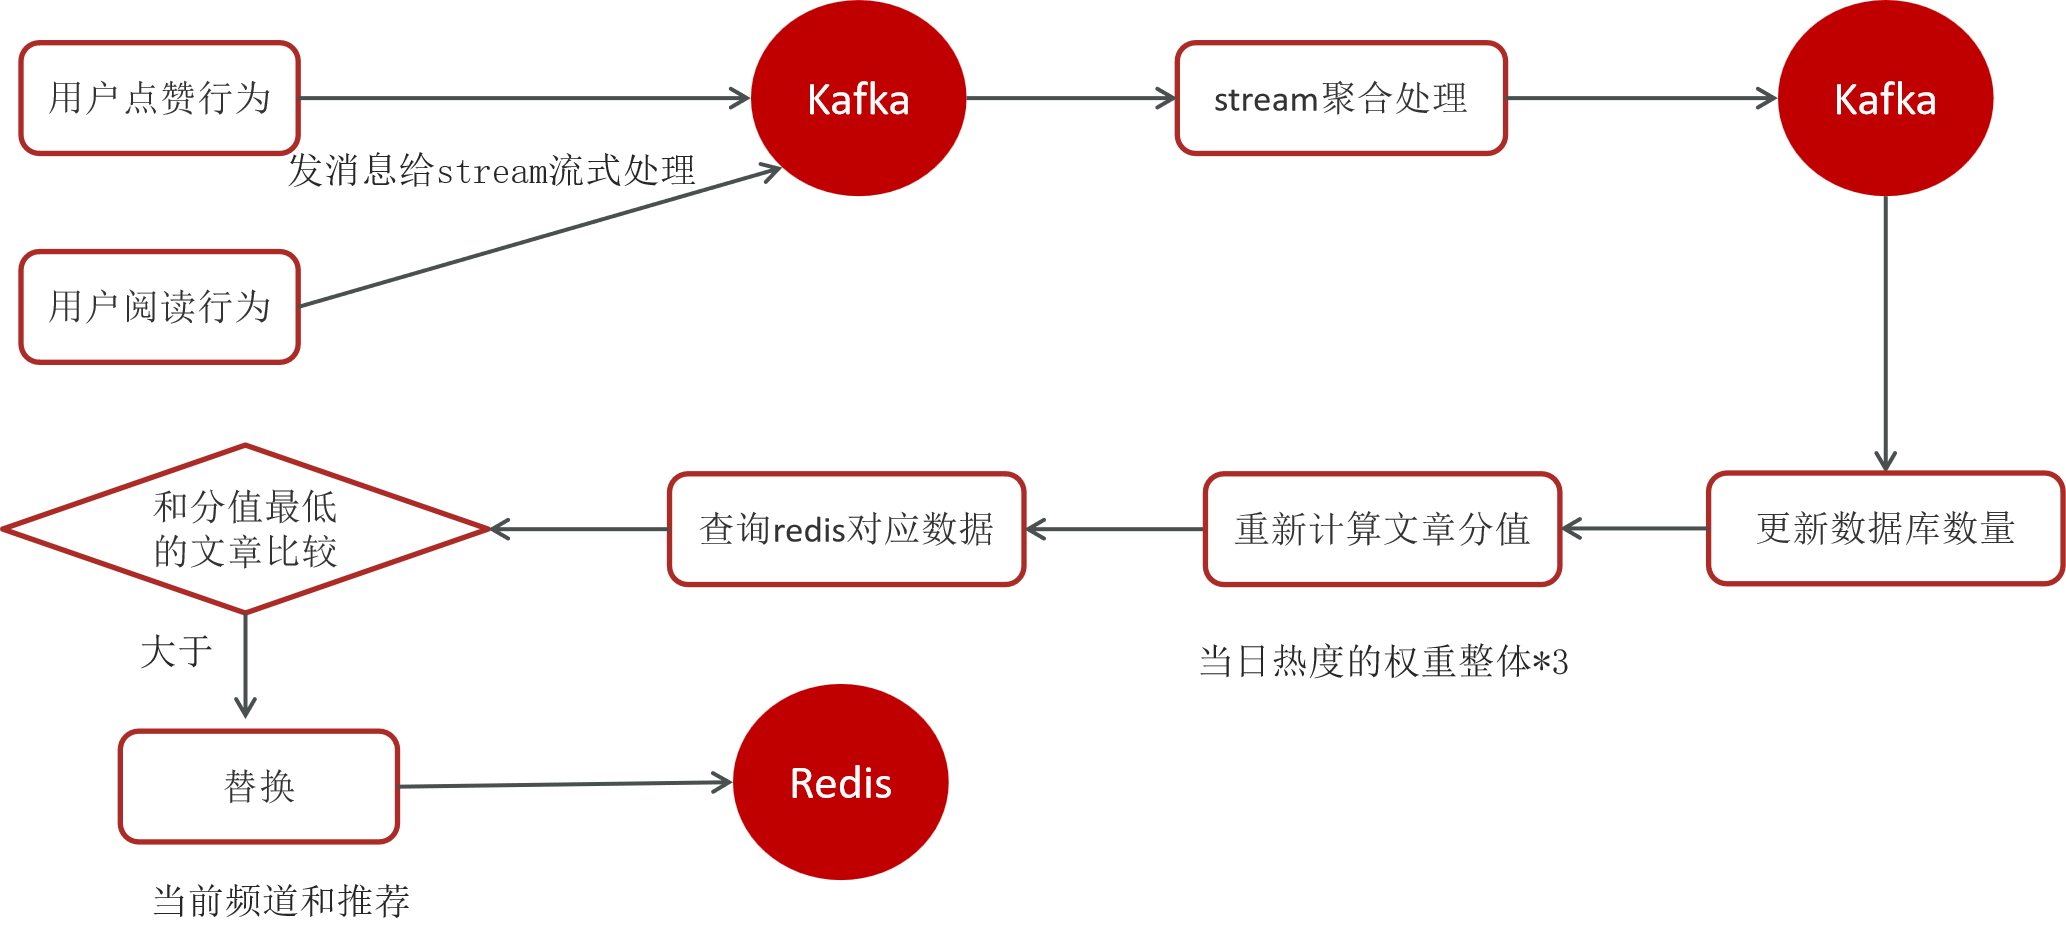 用户点赞行为
Kafka
stream聚合处理
Kafka
发消息给stream流式处理
用户阅读行为
和分值最低
的文章比较
查询redis对应数据
重新计算文章分值
更新数据库数量
大于
当日热度的权重整体*3
替换
Redis
当前频道和推荐